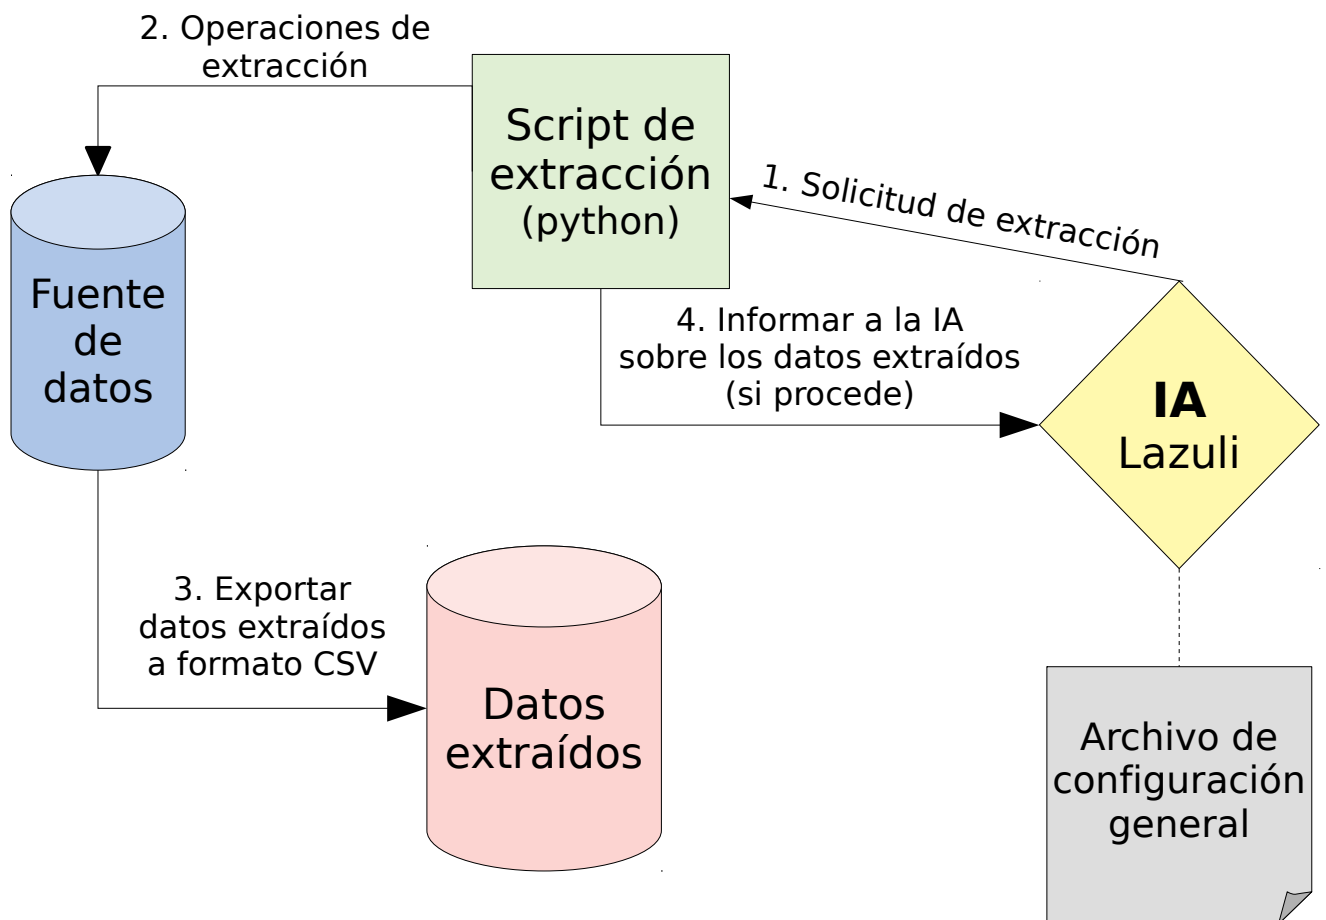 2. Operaciones de
extracción
Script de
extracción
(python)
1. Solicitud de extracción
Fuente
de
datos
4. Informar a la IA
sobre los datos extraídos
(si procede)
IA
Lazuli
3. Exportar
datos extraídos
a formato CSV
Datos
extraídos
Archivo de
configuración
general